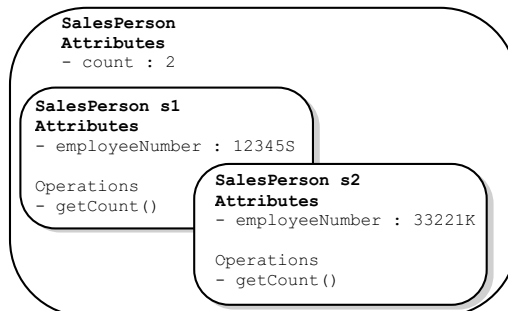 SalesPerson
Attributes
- count : 2
SalesPerson s1
Attributes
- employeeNumber : 12345S
Operations
- getCount()
SalesPerson s2
Attributes
- employeeNumber : 33221K
Operations
- getCount()